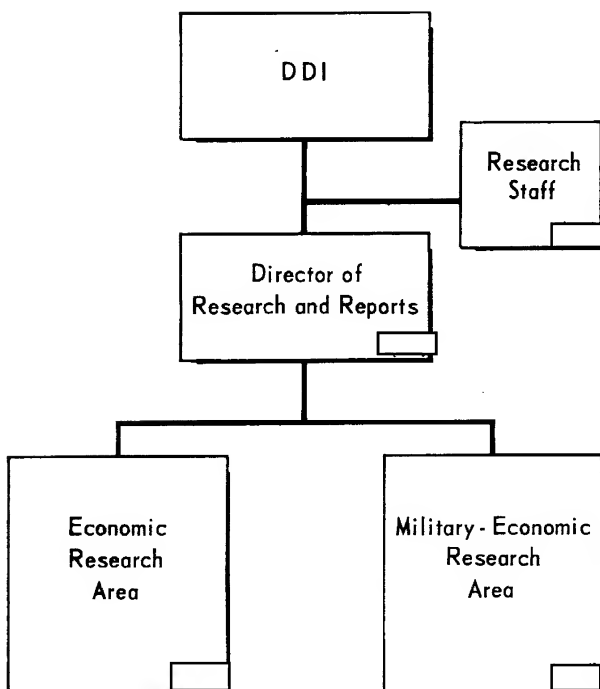 DDI
Research
Staff
Director of
Research and Reports
Economic
Research
Area
Military-Economic
Research
Area